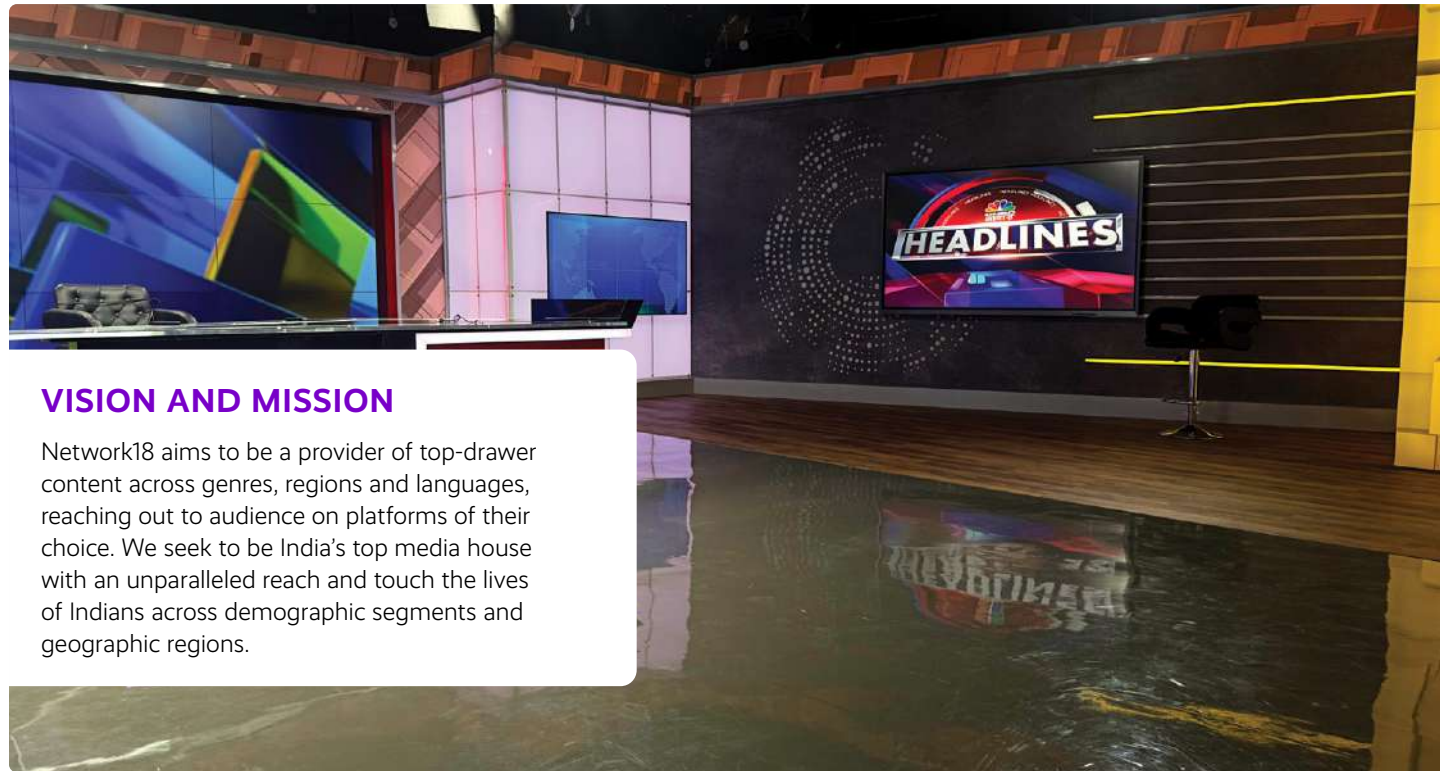 HEADLINES
VISION AND MISSION
Network18 aims to be a provider of top-drawer
content across genres, regions and languages,
reaching out to audience on platforms of their
choice. We seek to be India’s top media house
with an unparalleled reach and touch the lives
of Indians across demographic segments and
geographic regions.